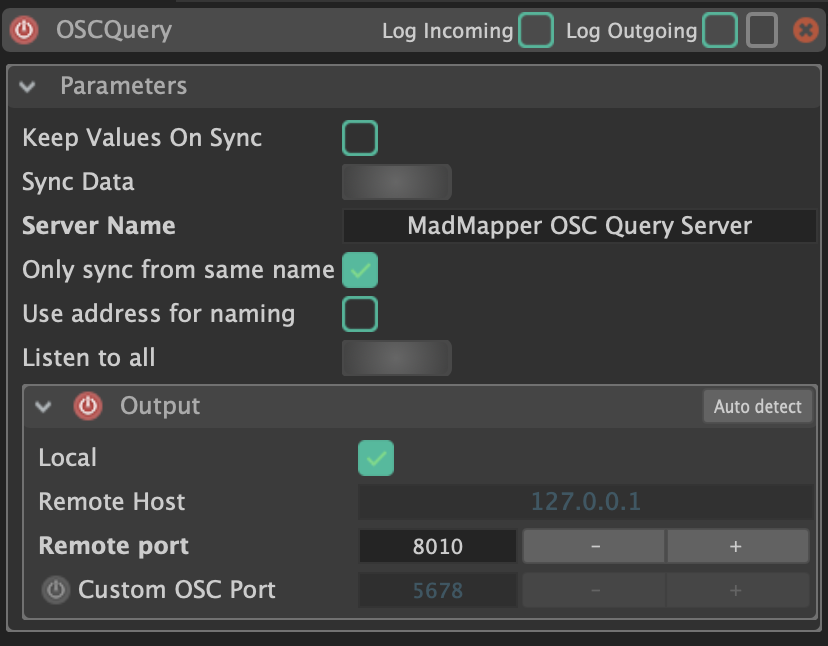 OSCQuery Log Incoming Log Outgoing
Parameters
Keep Values On Sync
Sync Data
Server Name MadMapper OSC Query Server
Only sync from same name
Use address for naming
Listen to all
Output Auto detect
Local
Remote Host 127.0.0.1
Remote port 8010 - +
Custom OSC Port 5678 - +